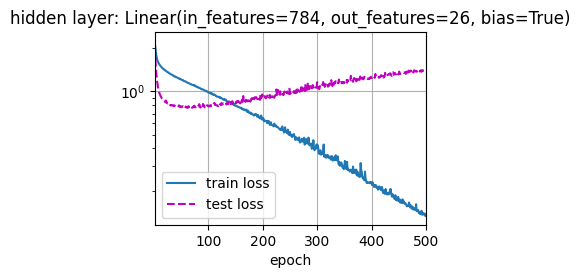 hidden layer: Linear(in_features=784, out_features=26, bias=True)
10⁰
train loss
test loss
100 200 300 400 500
epoch